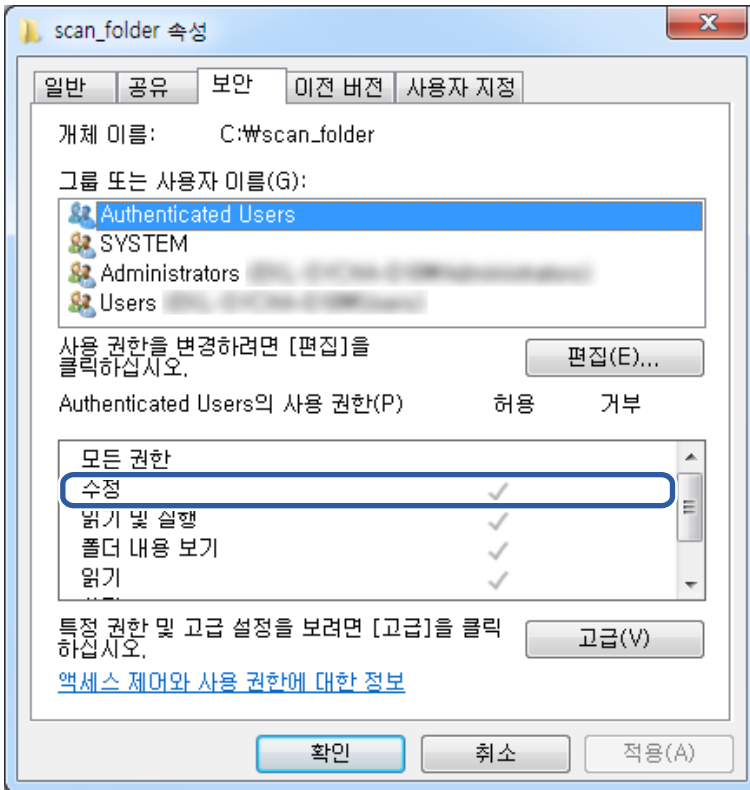 scan_folder 속성
일반 공유 보안 이전 버전 사용자 지정
개체 이름: C:₩scan_folder
그룹 또는 사용자 이름(G):
Authenticated Users
SYSTEM
Administrators
Users
사용 권한을 변경하려면 [편집]을
클릭하십시오.
편집(E)...
Authenticated Users의 사용 권한(P) 허용 거부
모든 권한
수정
읽기 및 실행
폴더 내용 보기
읽기
특정 권한 및 고급 설정을 보려면 [고급]을 클릭
하십시오.
고급(V)
액세스 제어와 사용 권한에 대한 정보
확인 취소 적용(A)